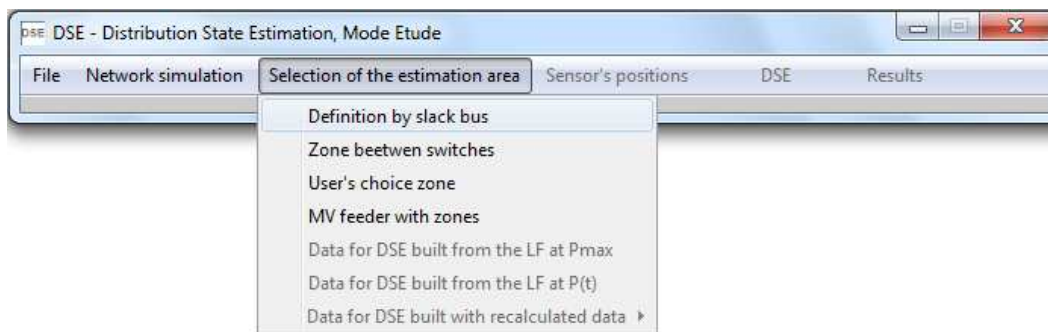 DSE DSE - Distribution State Estimation, Mode Etude
File Network simulation Selection of the estimation area Sensor's positions DSE Results
Definition by slack bus
Zone beetwen switches
User's choice zone
MV feeder with zones
Data for DSE built from the LF at Pmax
Data for DSE built from the LF at P(t)
Data for DSE built with recalculated data